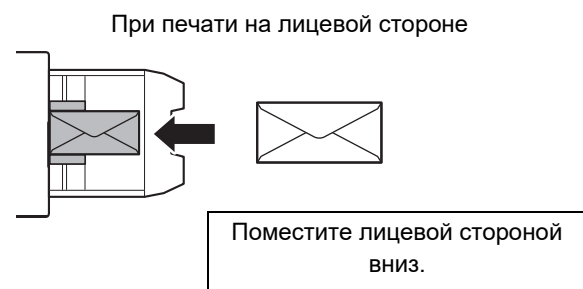 При печати на лицевой стороне
Поместите лицевой стороной
вниз.